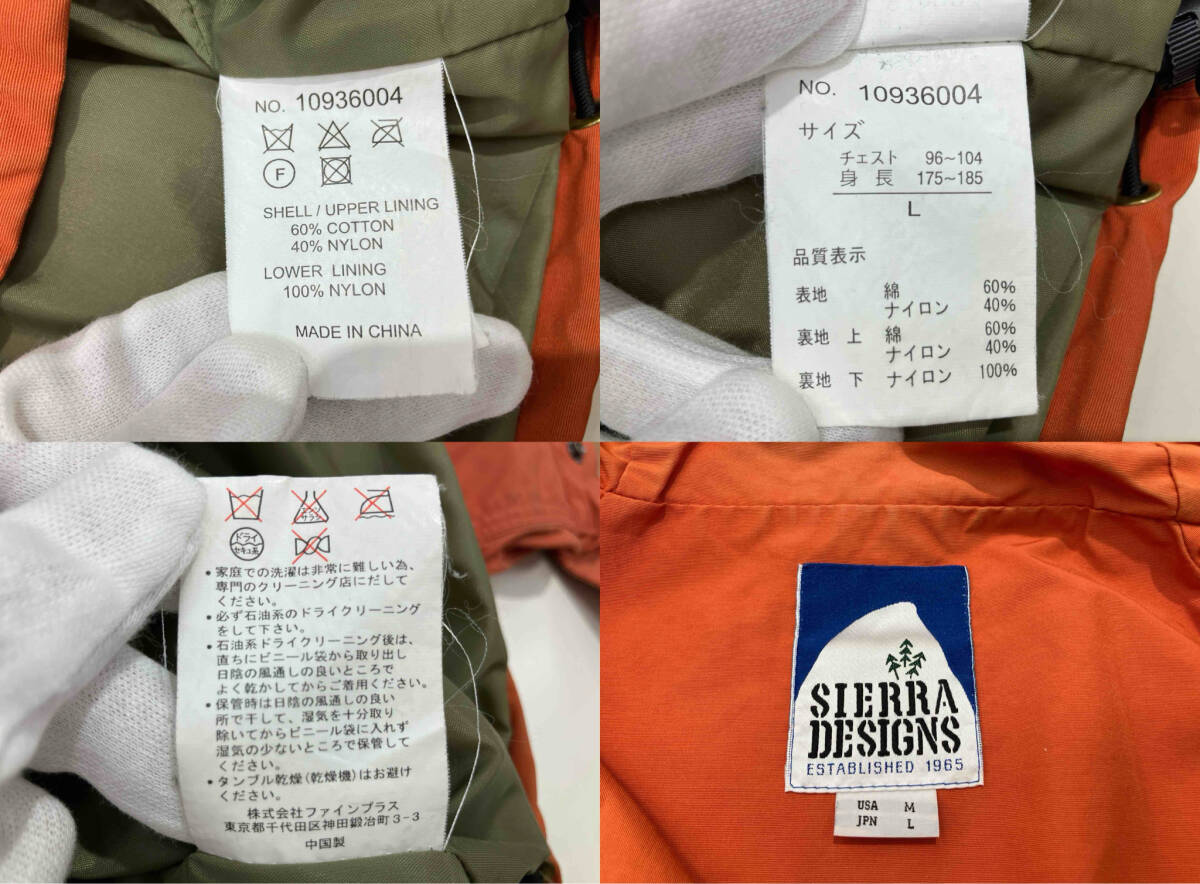 NO. 10936004
F
SHELL / UPPER LINING
60% COTTON
40% NYLON
LOWER LINING
100% NYLON
MADE IN CHINA
NO. 10936004
サイズ
チェスト 96~104
身長 175~185
L
品質表示
表地 綿 60%
ナイロン 40%
裏地 上 綿 60%
ナイロン 40%
裏地 下 ナイロン 100%
エンソ
サラシ
ドライ
セキユ系
•家庭での洗濯は非常に難しい為、
専門のクリーニング店にだして
ください。
•必ず石油系のドライクリーニング
をして下さい。
•石油系ドライクリーニング後は、
直ちにビニール袋から取り出し
日陰の風通しの良いところで
よく乾かしてからご着用ください。
•保管時は日陰の風通しの良い
所で干して、湿気を十分取り
除いてからビニール袋に入れず
湿気の少ないところで保管して
ください。
•タンブル乾燥(乾燥機)はお避け
ください。
株式会社ファインプラス
東京都千代田区神田鍛冶町3-3
中国製
SIERRA
DESIGNS
ESTABLISHED 1965
USA M
JPN L